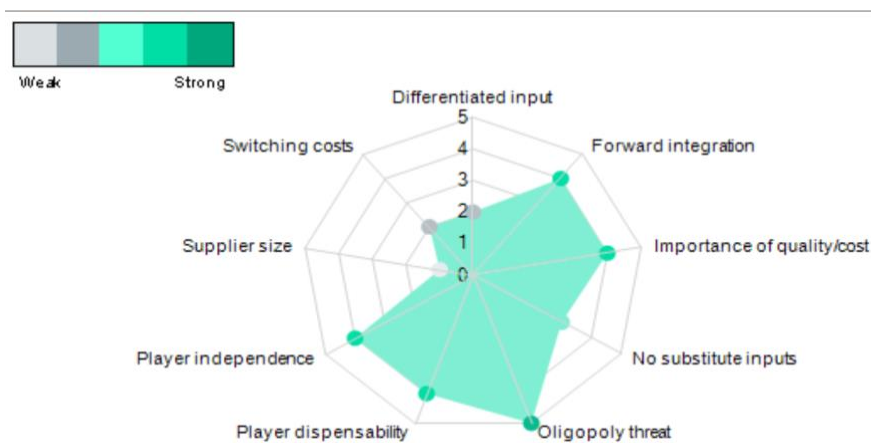 Weak Strong
Differentiated input
5
Switching costs
Forward integration
4
3
2
Supplier size
Importance of quality/cost
1
0
Player independence
No substitute inputs
Player dispensability
Oligopoly threat